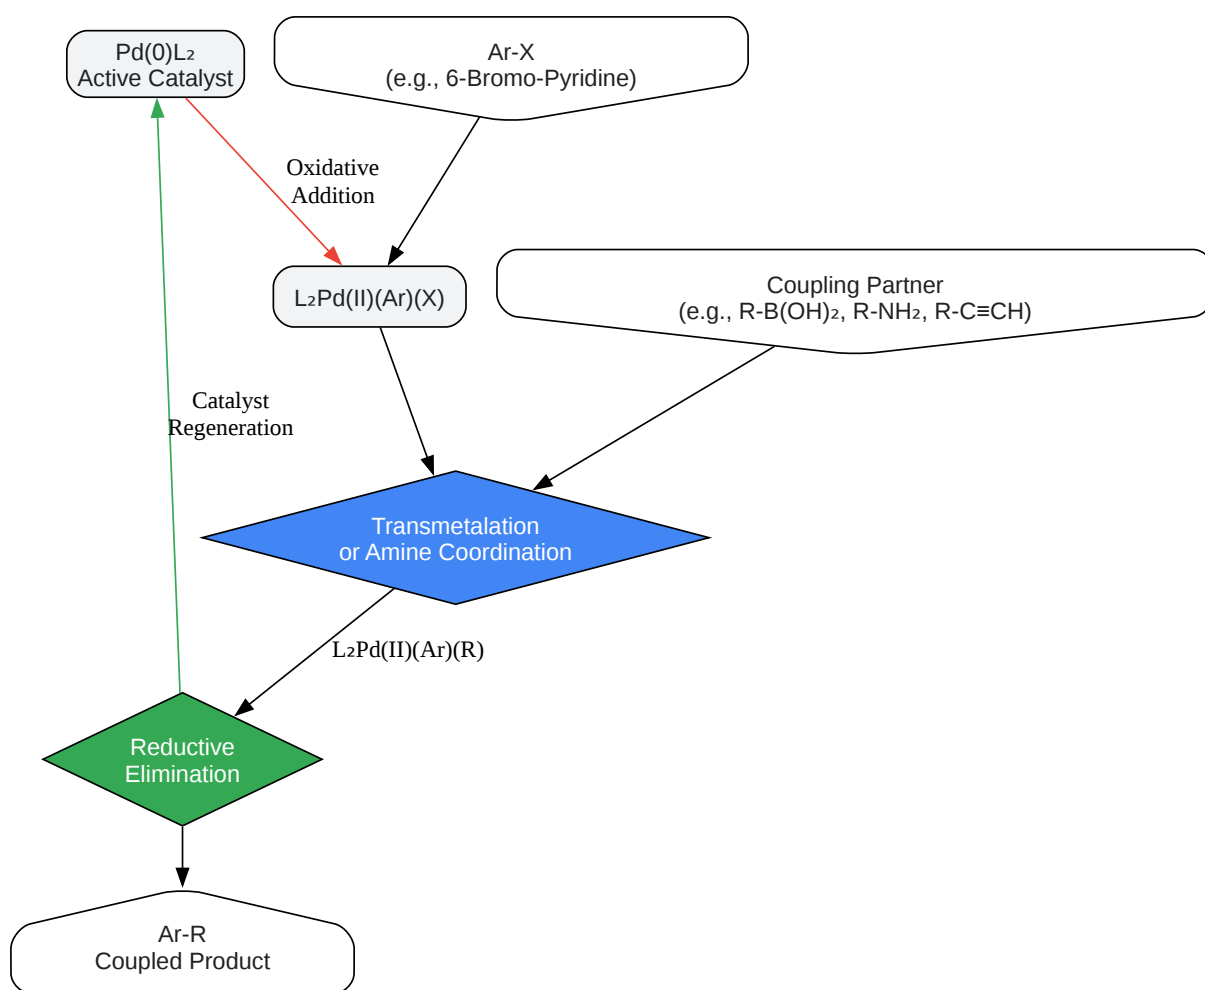 Pd(0)L₂
Active Catalyst
Ar-X
(e.g., 6-Bromo-Pyridine)
Oxidative
Addition
L₂Pd(II)(Ar)(X)
Coupling Partner
(e.g., R-B(OH)₂, R-NH₂, R-C≡CH)
Catalyst
Regeneration
Transmetalation
or Amine Coordination
L₂Pd(II)(Ar)(R)
Reductive
Elimination
Ar-R
Coupled Product